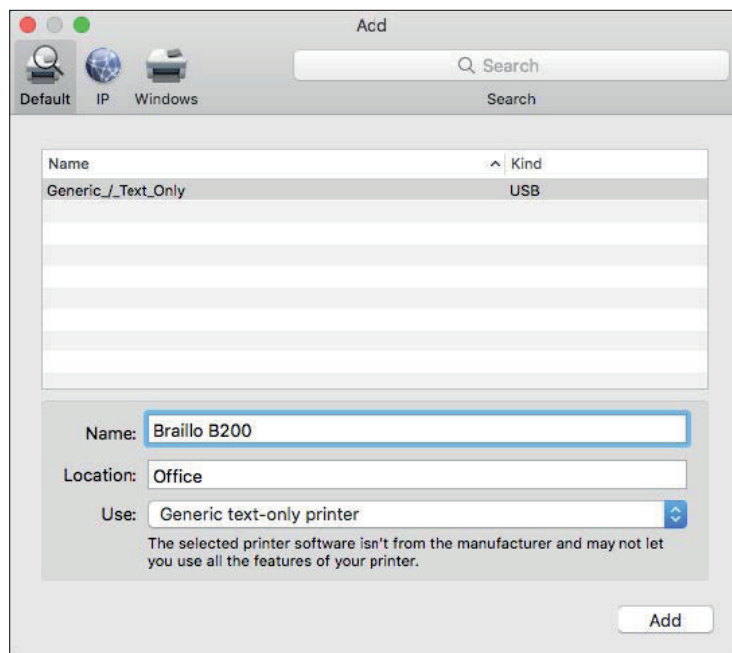 Acd
Search
Default IP Windows Search
Name Kind
Generic_/_Text_Only USB
Name: Braillo B200
Location: Office
Use: Generic text-only printer
The selected printer software isn't from the manufacturer and may not let
you use all the features of your printer.
Add